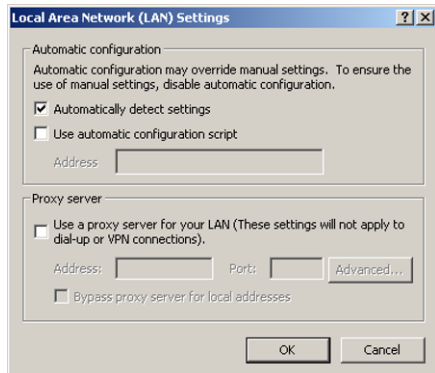 Local Area Network (LAN) Settings
Automatic configuration
Automatic configuration may override manual settings. To ensure the
use of manual settings, disable automatic configuration.
Automatically detect settings
Use automatic configuration script
Address
Proxy server
Use a proxy server for your LAN (These settings will not apply to
dial-up or VPN connections).
Address: Port: Advanced...
Bypass proxy server for local addresses
OK Cancel